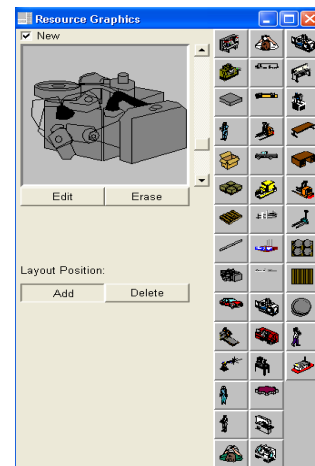 Resource Graphics
New
Edit Erase
Layout Position:
Add Delete